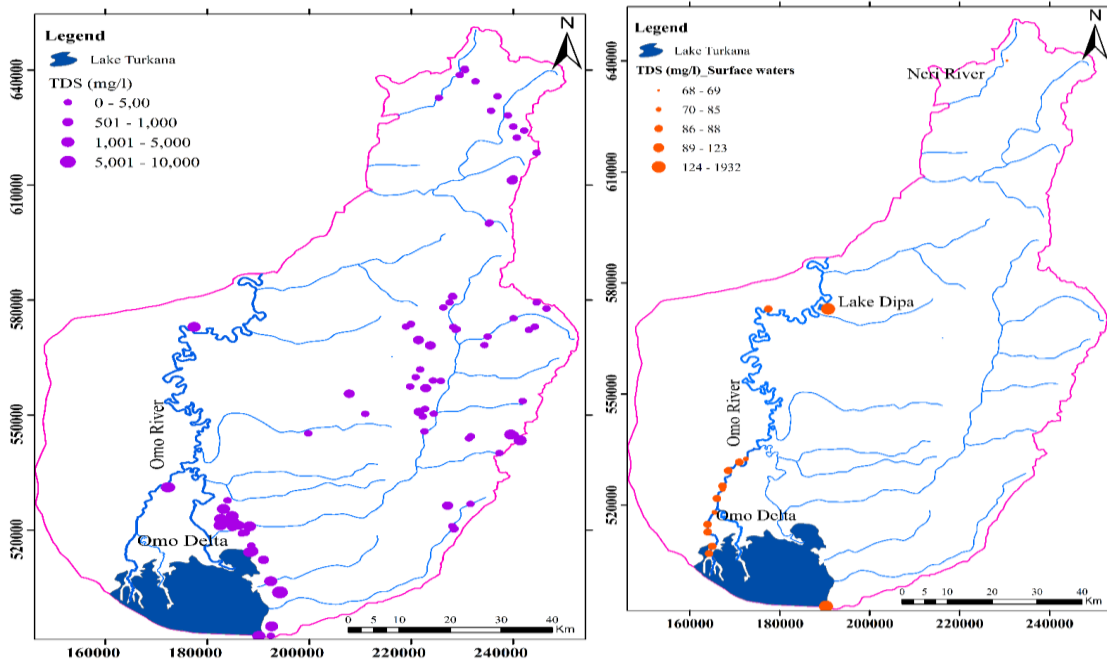 N
Legend
Lake Turkana
TDS (mg/l)
0 - 5,00
501 - 1,000
1,001 - 5,000
5,001 - 10,000
640000
610000
580000
550000
520000
Omo River
Omo Delta
0 5 10 20 30 40
Km
160000 180000 200000 220000 240000
N
Legend
Lake Turkana
TDS (mg/l)_Surface waters
68 - 69
70 - 85
86 - 88
89 - 123
124 - 1932
Neri River
640000
610000
580000
550000
520000
Lake Dipa
Omo River
Omo Delta
0 5 10 20 30 40
Km
160000 180000 200000 220000 240000